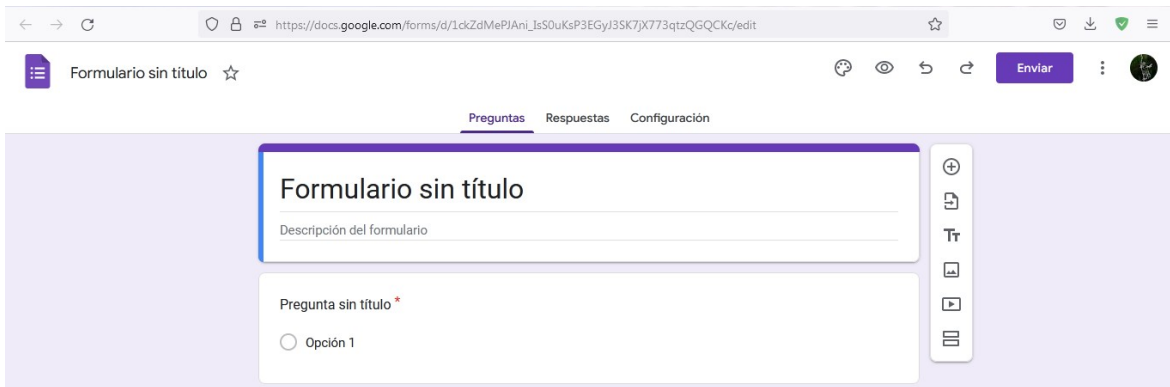 https://docs.google.com/forms/d/1ckZdMePJAni_IsS0uKsP3EGyJ3SK7jX773qtzQGQCKc/edit
Formulario sin título
Enviar
Preguntas Respuestas Configuración
Formulario sin título
Descripción del formulario
Pregunta sin título *
Opción 1